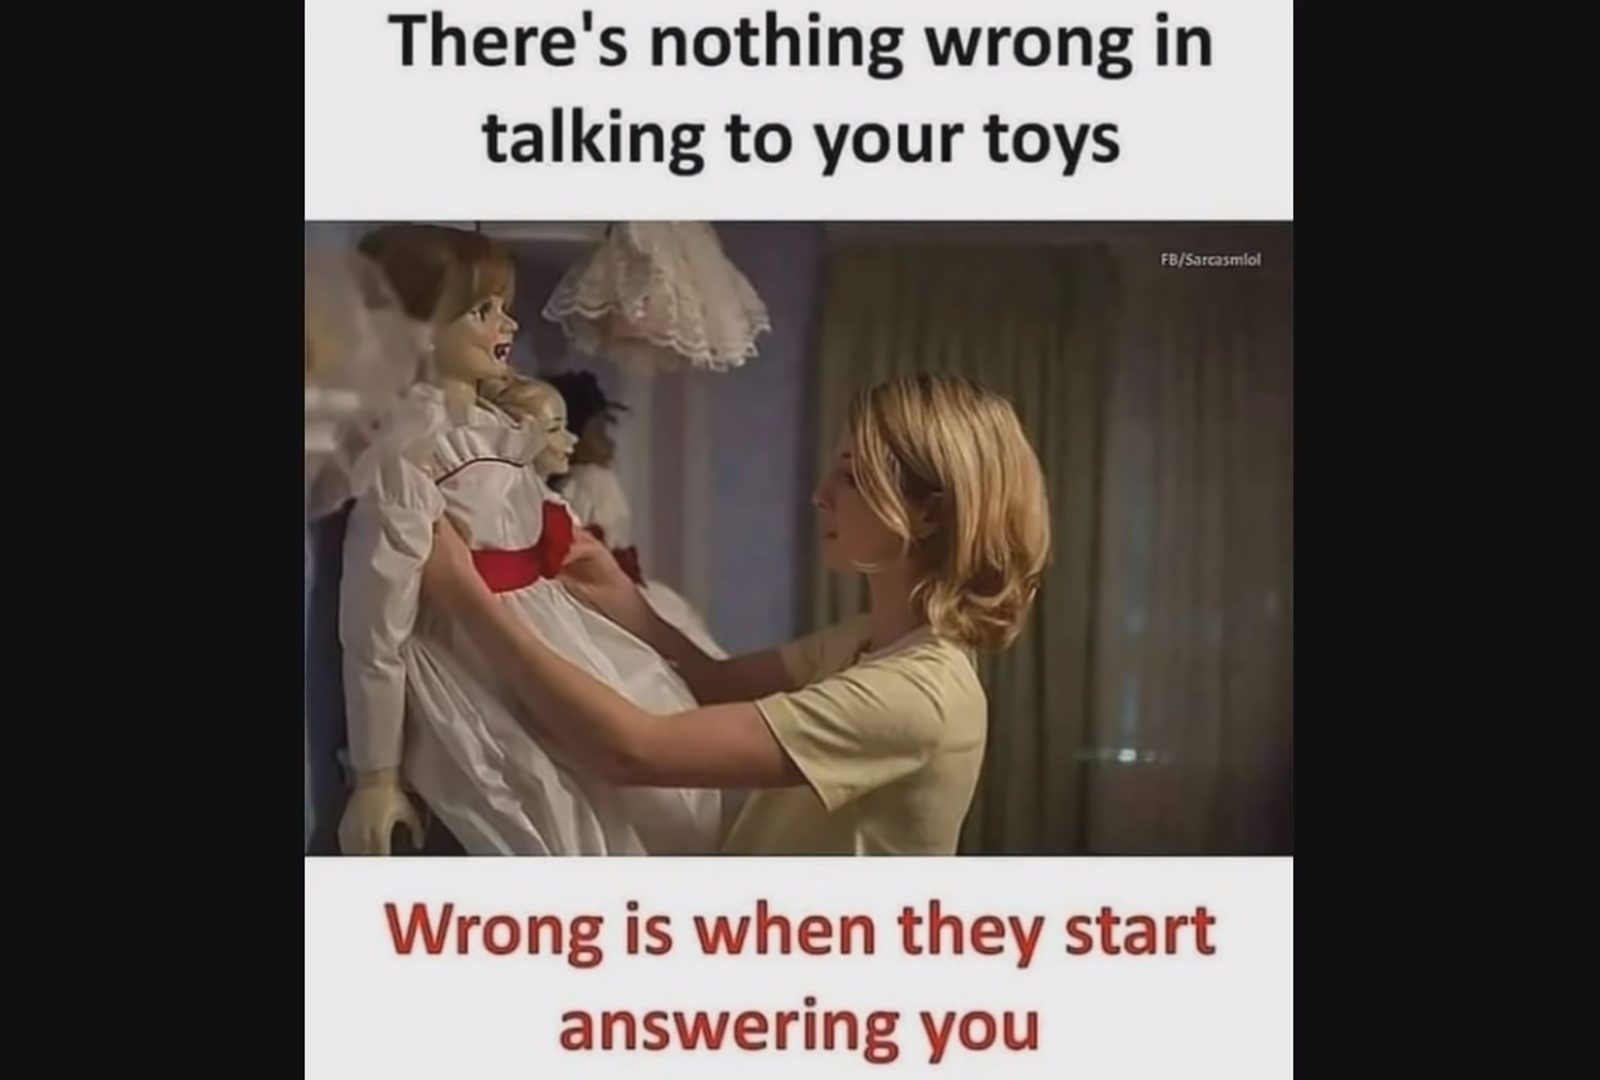 There's nothing wrong in
talking to your toys
FB/Sarcasmlol
Wrong is when they start
answering you